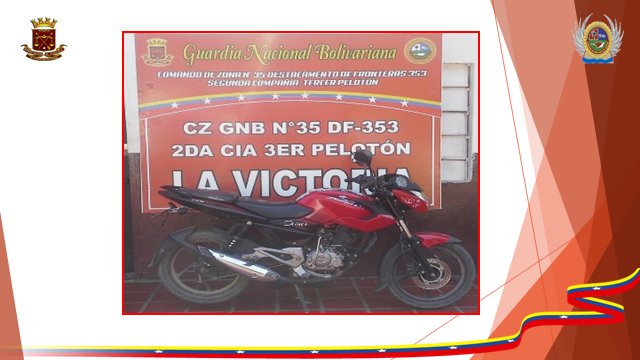 Guardia Nacional Bolivariana
COMANDO DE ZONA N° 35 DESTACAMENTO DE FRONTERAS 353
SEGUNDA COMPAÑIA TERCER PELOTÓN
CZ GNB N°35 DF-353
2DA CIA 3ER PELOTÓN
LA VICTORIA